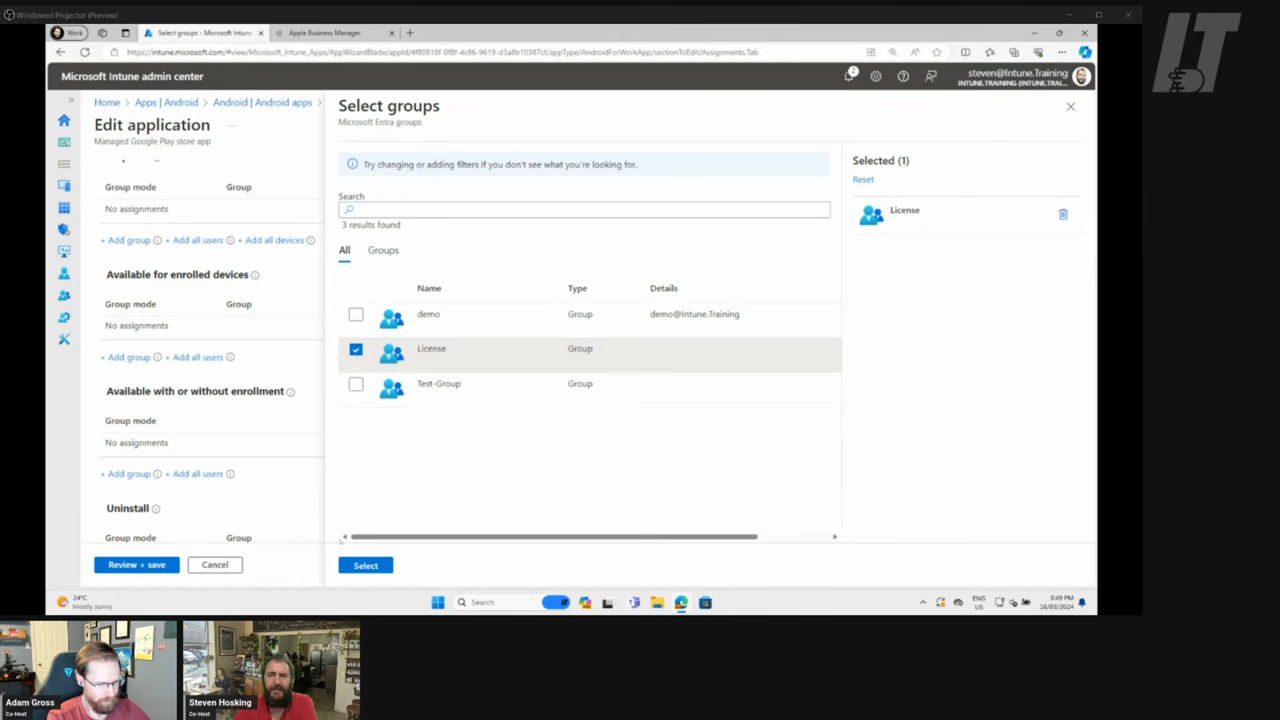 Windowed Projector (Preview)
Work
Select groups - Microsoft Intune
Apple Business Manager
https://intune.microsoft.com/#view/Microsoft_Intune_Apps/AppWizardBlade/appId/4f80818f-0f8f-4c86-9619-d3a8b10387cf/appType/AndroidForWorkApp/sectionToEdit/Assignments.Tab
Microsoft Intune admin center
2
steven@Intune.Training
INTUNE.TRAINING (INTUNE.TRAI...
Home > Apps | Android > Android | Android apps >
Edit application ...
Managed Google Play store app
Group mode Group
No assignments
+ Add group + Add all users + Add all devices
Available for enrolled devices
Group mode Group
No assignments
+ Add group + Add all users
Available with or without enrollment
Group mode
No assignments
+ Add group + Add all users
Uninstall
Group mode Group
Review + save Cancel
Select groups
Microsoft Entra groups
Try changing or adding filters if you don't see what you're looking for.
Search
3 results found
All Groups
Name Type Details
demo Group demo@Intune.Training
License Group
Test-Group Group
Select
Selected (1)
Reset
License
24°C
Mostly sunny
Search
ENG
US
3:49 PM
16/03/2024
IT
Adam Gross
Co-Host
Steven Hosking
Co-Host